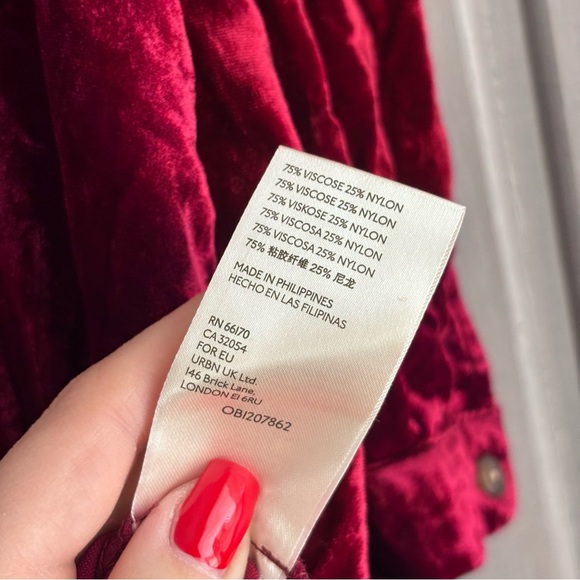 75% VISCOSE 25% NYLON
75% VISCOSE 25% NYLON
75% VISKOSE 25% NYLON
75% VISCOSA 25% NYLON
75% VISCOSA 25% NYLON
75% 粘胶纤维 25% 尼龙
MADE IN PHILIPPINES
HECHO EN LAS FILIPINAS
RN 66170
CA 32054
FOR EU
URBN UK Ltd.
146 Brick Lane,
LONDON E1 6RU
OB1207862